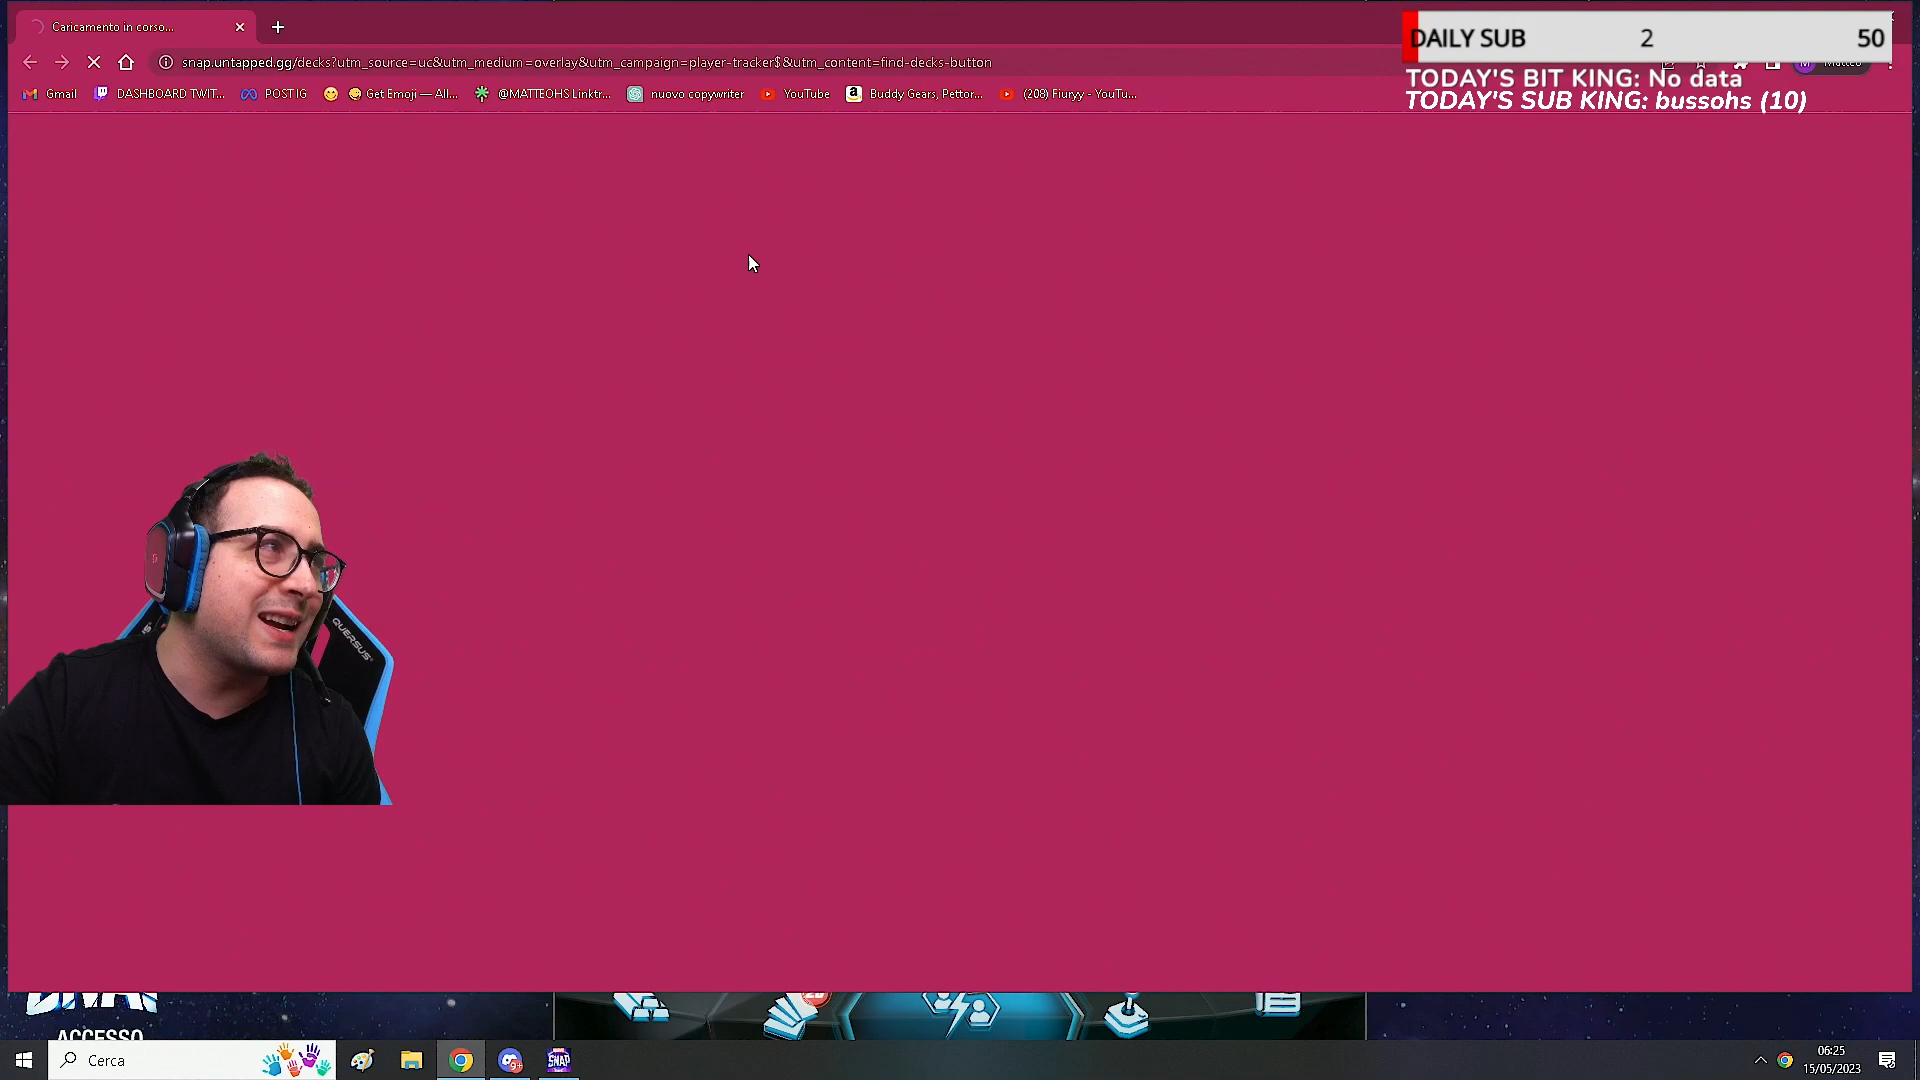 Caricamento in corso...
DAILY SUB 2 50
snap.untapped.gg/decks?utm_source=uc&utm_medium=overlay&utm_campaign=player-tracker$&utm_content=find-decks-button
TODAY'S BIT KING: No data
Gmail DASHBOARD TWIT... POST IG Get Emoji — All... @MATTEOHS Linktr... nuovo copywriter YouTube Buddy Gears, Pettor... (208) Fiuryy - YouTu...
TODAY'S SUB KING: bussohs (10)
QUERSUS
ACCESSO
Cerca
9+
SNAP
06:25
15/05/2023